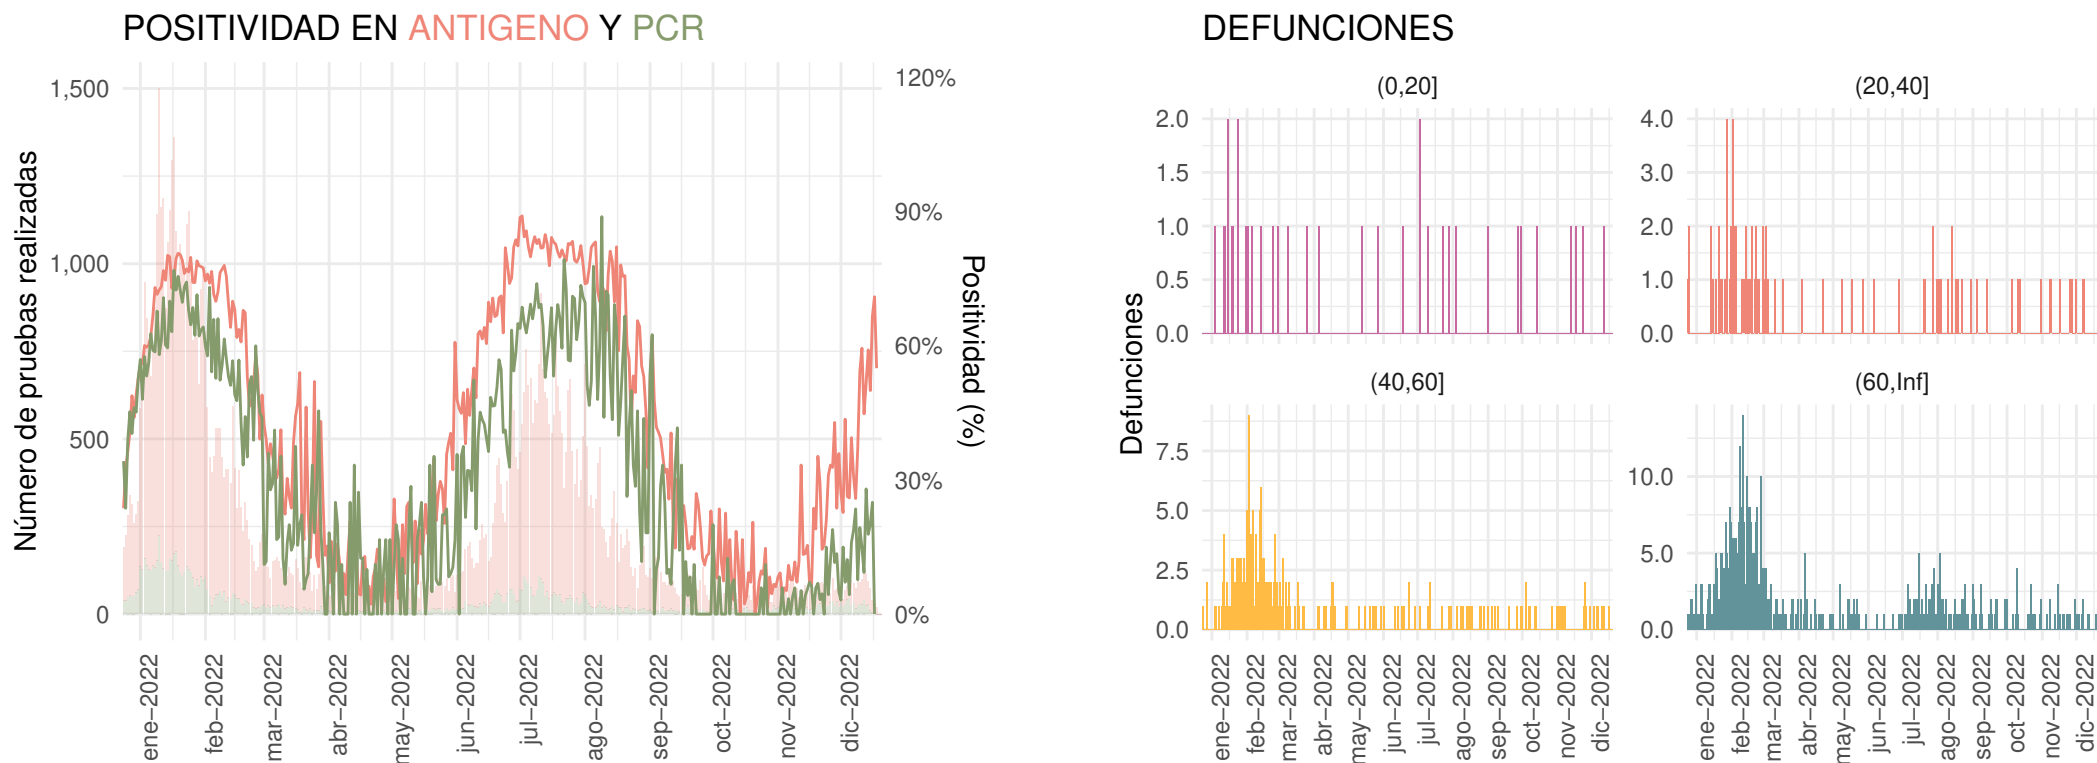 POSITIVIDAD EN ANTIGENO Y PCR
Número de pruebas realizadas
1,500
1,000
500
0
120%
90%
60%
30%
0%
Positividad (%)
ene-2022
feb-2022
mar-2022
abr-2022
may-2022
jun-2022
jul-2022
ago-2022
sep-2022
oct-2022
nov-2022
dic-2022
DEFUNCIONES
Defunciones
(0,20]
2.0
1.5
1.0
0.5
0.0
(20,40]
4.0
3.0
2.0
1.0
0.0
(40,60]
7.5
5.0
2.5
0.0
ene-2022
feb-2022
mar-2022
abr-2022
may-2022
jun-2022
jul-2022
ago-2022
sep-2022
oct-2022
nov-2022
dic-2022
(60,Inf]
10.0
5.0
0.0
ene-2022
feb-2022
mar-2022
abr-2022
may-2022
jun-2022
jul-2022
ago-2022
sep-2022
oct-2022
nov-2022
dic-2022